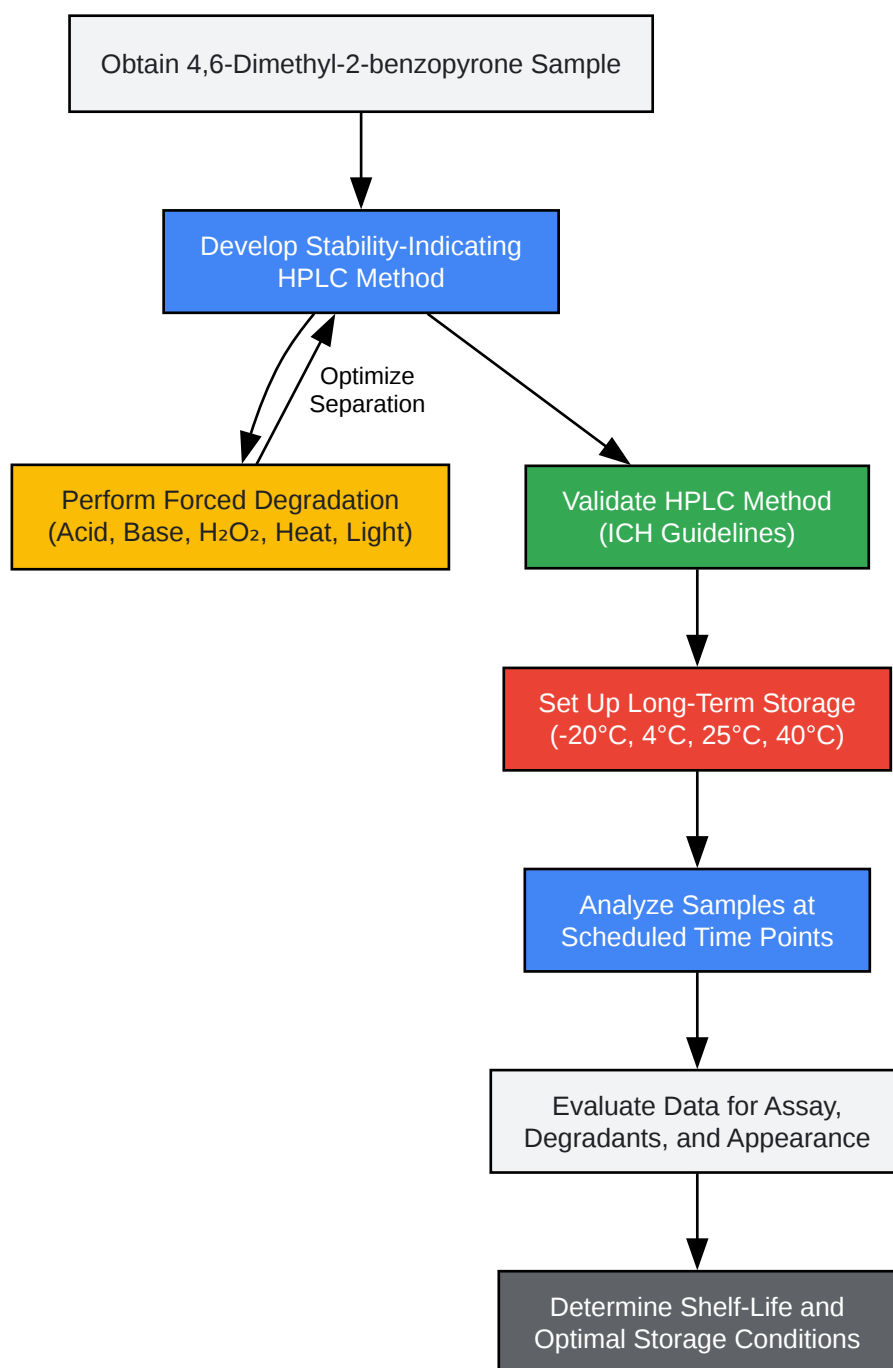 Obtain 4,6-Dimethyl-2-benzopyrone Sample
Develop Stability-Indicating
HPLC Method
Optimize
Separation
Perform Forced Degradation
(Acid, Base, H₂O₂, Heat, Light)
Validate HPLC Method
(ICH Guidelines)
Set Up Long-Term Storage
(-20°C, 4°C, 25°C, 40°C)
Analyze Samples at
Scheduled Time Points
Evaluate Data for Assay,
Degradants, and Appearance
Determine Shelf-Life and
Optimal Storage Conditions